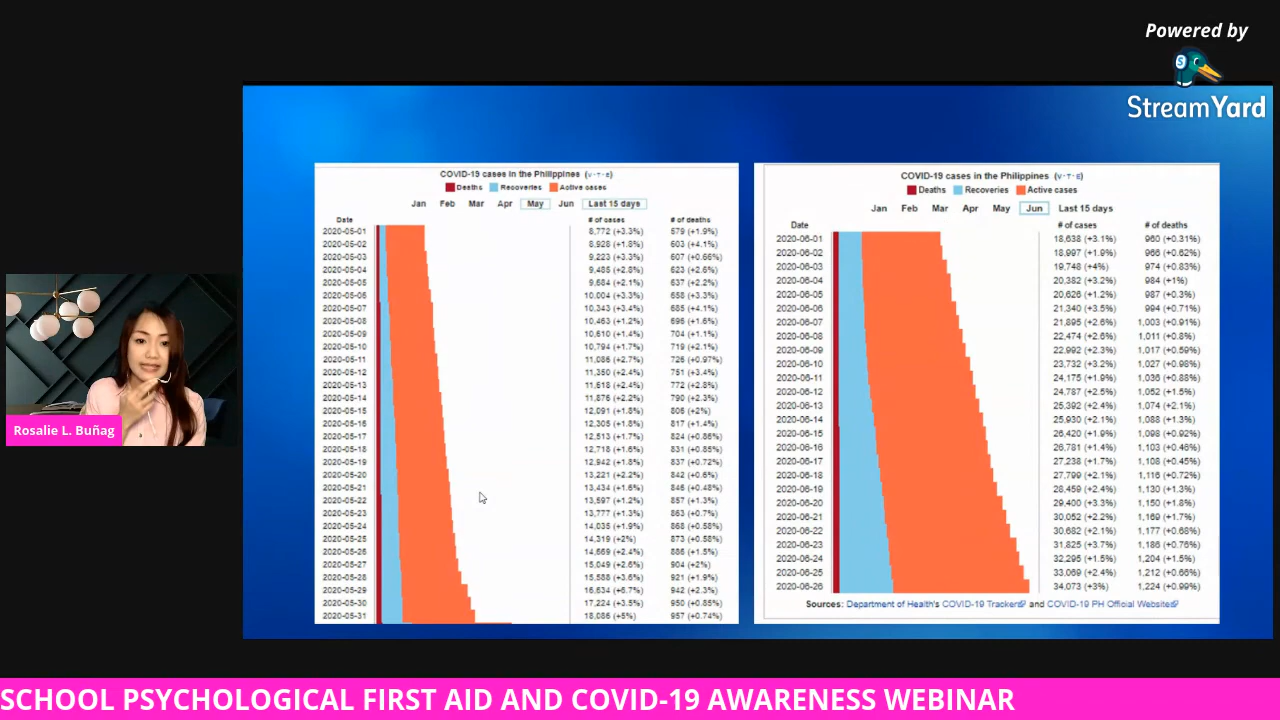 Powered by
StreamYard
COVID-19 cases in the Philippines (V·T·E)
Deaths Recoveries Active cases
Jan Feb Mar Apr May Jun Last 15 days
Date # of cases # of deaths
2020-05-01 8,772 (+3.3%) 579 (+1.9%)
2020-05-02 8,928 (+1.8%) 603 (+4.1%)
2020-05-03 9,223 (+3.3%) 607 (+0.66%)
2020-05-04 9,485 (+2.8%) 623 (+2.6%)
2020-05-05 9,684 (+2.1%) 637 (+2.2%)
2020-05-06 10,004 (+3.3%) 658 (+3.3%)
2020-05-07 10,343 (+3.4%) 685 (+4.1%)
2020-05-08 10,463 (+1.2%) 696 (+1.6%)
2020-05-09 10,610 (+1.4%) 704 (+1.1%)
2020-05-10 10,794 (+1.7%) 719 (+2.1%)
2020-05-11 11,086 (+2.7%) 726 (+0.97%)
2020-05-12 11,350 (+2.4%) 751 (+3.4%)
2020-05-13 11,618 (+2.4%) 772 (+2.8%)
2020-05-14 11,876 (+2.2%) 790 (+2.3%)
2020-05-15 12,091 (+1.8%) 806 (+2%)
2020-05-16 12,305 (+1.8%) 817 (+1.4%)
2020-05-17 12,513 (+1.7%) 824 (+0.86%)
2020-05-18 12,718 (+1.6%) 831 (+0.85%)
2020-05-19 12,942 (+1.8%) 837 (+0.72%)
2020-05-20 13,221 (+2.2%) 842 (+0.6%)
2020-05-21 13,434 (+1.6%) 846 (+0.48%)
2020-05-22 13,597 (+1.2%) 857 (+1.3%)
2020-05-23 13,777 (+1.3%) 863 (+0.7%)
2020-05-24 14,035 (+1.9%) 868 (+0.58%)
2020-05-25 14,319 (+2%) 873 (+0.58%)
2020-05-26 14,669 (+2.4%) 886 (+1.5%)
2020-05-27 15,049 (+2.6%) 904 (+2%)
2020-05-28 15,588 (+3.6%) 921 (+1.9%)
2020-05-29 16,634 (+6.7%) 942 (+2.3%)
2020-05-30 17,224 (+3.5%) 950 (+0.85%)
2020-05-31 18,086 (+5%) 957 (+0.74%)
COVID-19 cases in the Philippines (V·T·E)
Deaths Recoveries Active cases
Jan Feb Mar Apr May Jun Last 15 days
Date # of cases # of deaths
2020-06-01 18,638 (+3.1%) 960 (+0.31%)
2020-06-02 18,997 (+1.9%) 966 (+0.62%)
2020-06-03 19,748 (+4%) 974 (+0.83%)
2020-06-04 20,382 (+3.2%) 984 (+1%)
2020-06-05 20,626 (+1.2%) 987 (+0.3%)
2020-06-06 21,340 (+3.5%) 994 (+0.71%)
2020-06-07 21,895 (+2.6%) 1,003 (+0.91%)
2020-06-08 22,474 (+2.6%) 1,011 (+0.8%)
2020-06-09 22,992 (+2.3%) 1,017 (+0.59%)
2020-06-10 23,732 (+3.2%) 1,027 (+0.98%)
2020-06-11 24,175 (+1.9%) 1,036 (+0.88%)
2020-06-12 24,787 (+2.5%) 1,052 (+1.5%)
2020-06-13 25,392 (+2.4%) 1,074 (+2.1%)
2020-06-14 25,930 (+2.1%) 1,088 (+1.3%)
2020-06-15 26,420 (+1.9%) 1,098 (+0.92%)
2020-06-16 26,781 (+1.4%) 1,103 (+0.46%)
2020-06-17 27,238 (+1.7%) 1,108 (+0.45%)
2020-06-18 27,799 (+2.1%) 1,116 (+0.72%)
2020-06-19 28,459 (+2.4%) 1,130 (+1.3%)
2020-06-20 29,400 (+3.3%) 1,150 (+1.8%)
2020-06-21 30,052 (+2.2%) 1,169 (+1.7%)
2020-06-22 30,682 (+2.1%) 1,177 (+0.68%)
2020-06-23 31,825 (+3.7%) 1,186 (+0.76%)
2020-06-24 32,295 (+1.5%) 1,204 (+1.5%)
2020-06-25 33,069 (+2.4%) 1,212 (+0.66%)
2020-06-26 34,073 (+3%) 1,224 (+0.99%)
Sources: Department of Health's COVID-19 Tracker and COVID-19 PH Official Website
Rosalie L. Buñag
SCHOOL PSYCHOLOGICAL FIRST AID AND COVID-19 AWARENESS WEBINAR